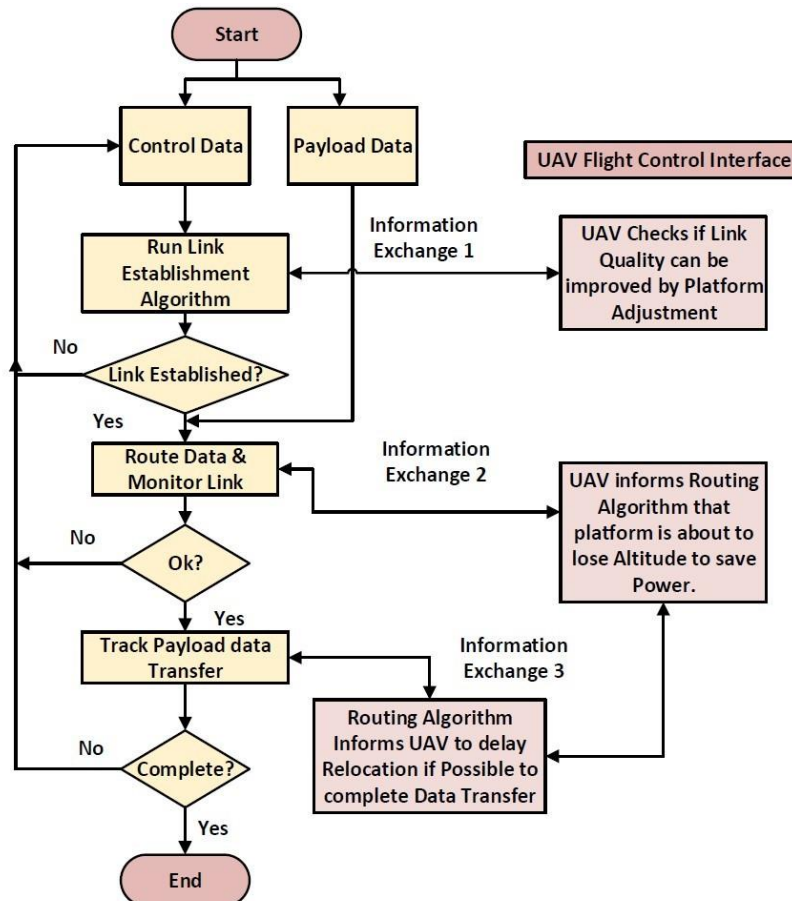 Start
Control Data
Payload Data
UAV Flight Control Interface
Information
Exchange 1
Run Link
Establishment
Algorithm
UAV Checks if Link
Quality can be
improved by Platform
Adjustment
No
Link Established?
Yes
Route Data &
Monitor Link
Information
Exchange 2
UAV informs Routing
Algorithm that
platform is about to
lose Altitude to save
Power.
No
Ok?
Yes
Track Payload data
Transfer
Information
Exchange 3
Routing Algorithm
Informs UAV to delay
Relocation if Possible to
complete Data Transfer
No
Complete?
Yes
End